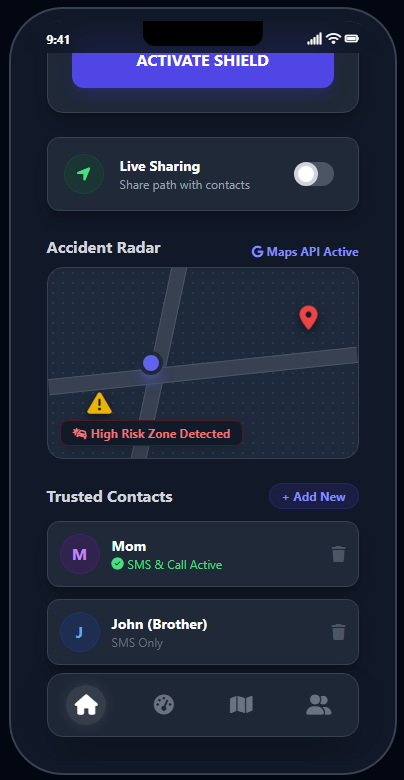 9:41
ACTIVATE SHIELD
Live Sharing
Share path with contacts
Accident Radar
G Maps API Active
High Risk Zone Detected
Trusted Contacts
+ Add New
M
Mom
SMS & Call Active
J
John (Brother)
SMS Only